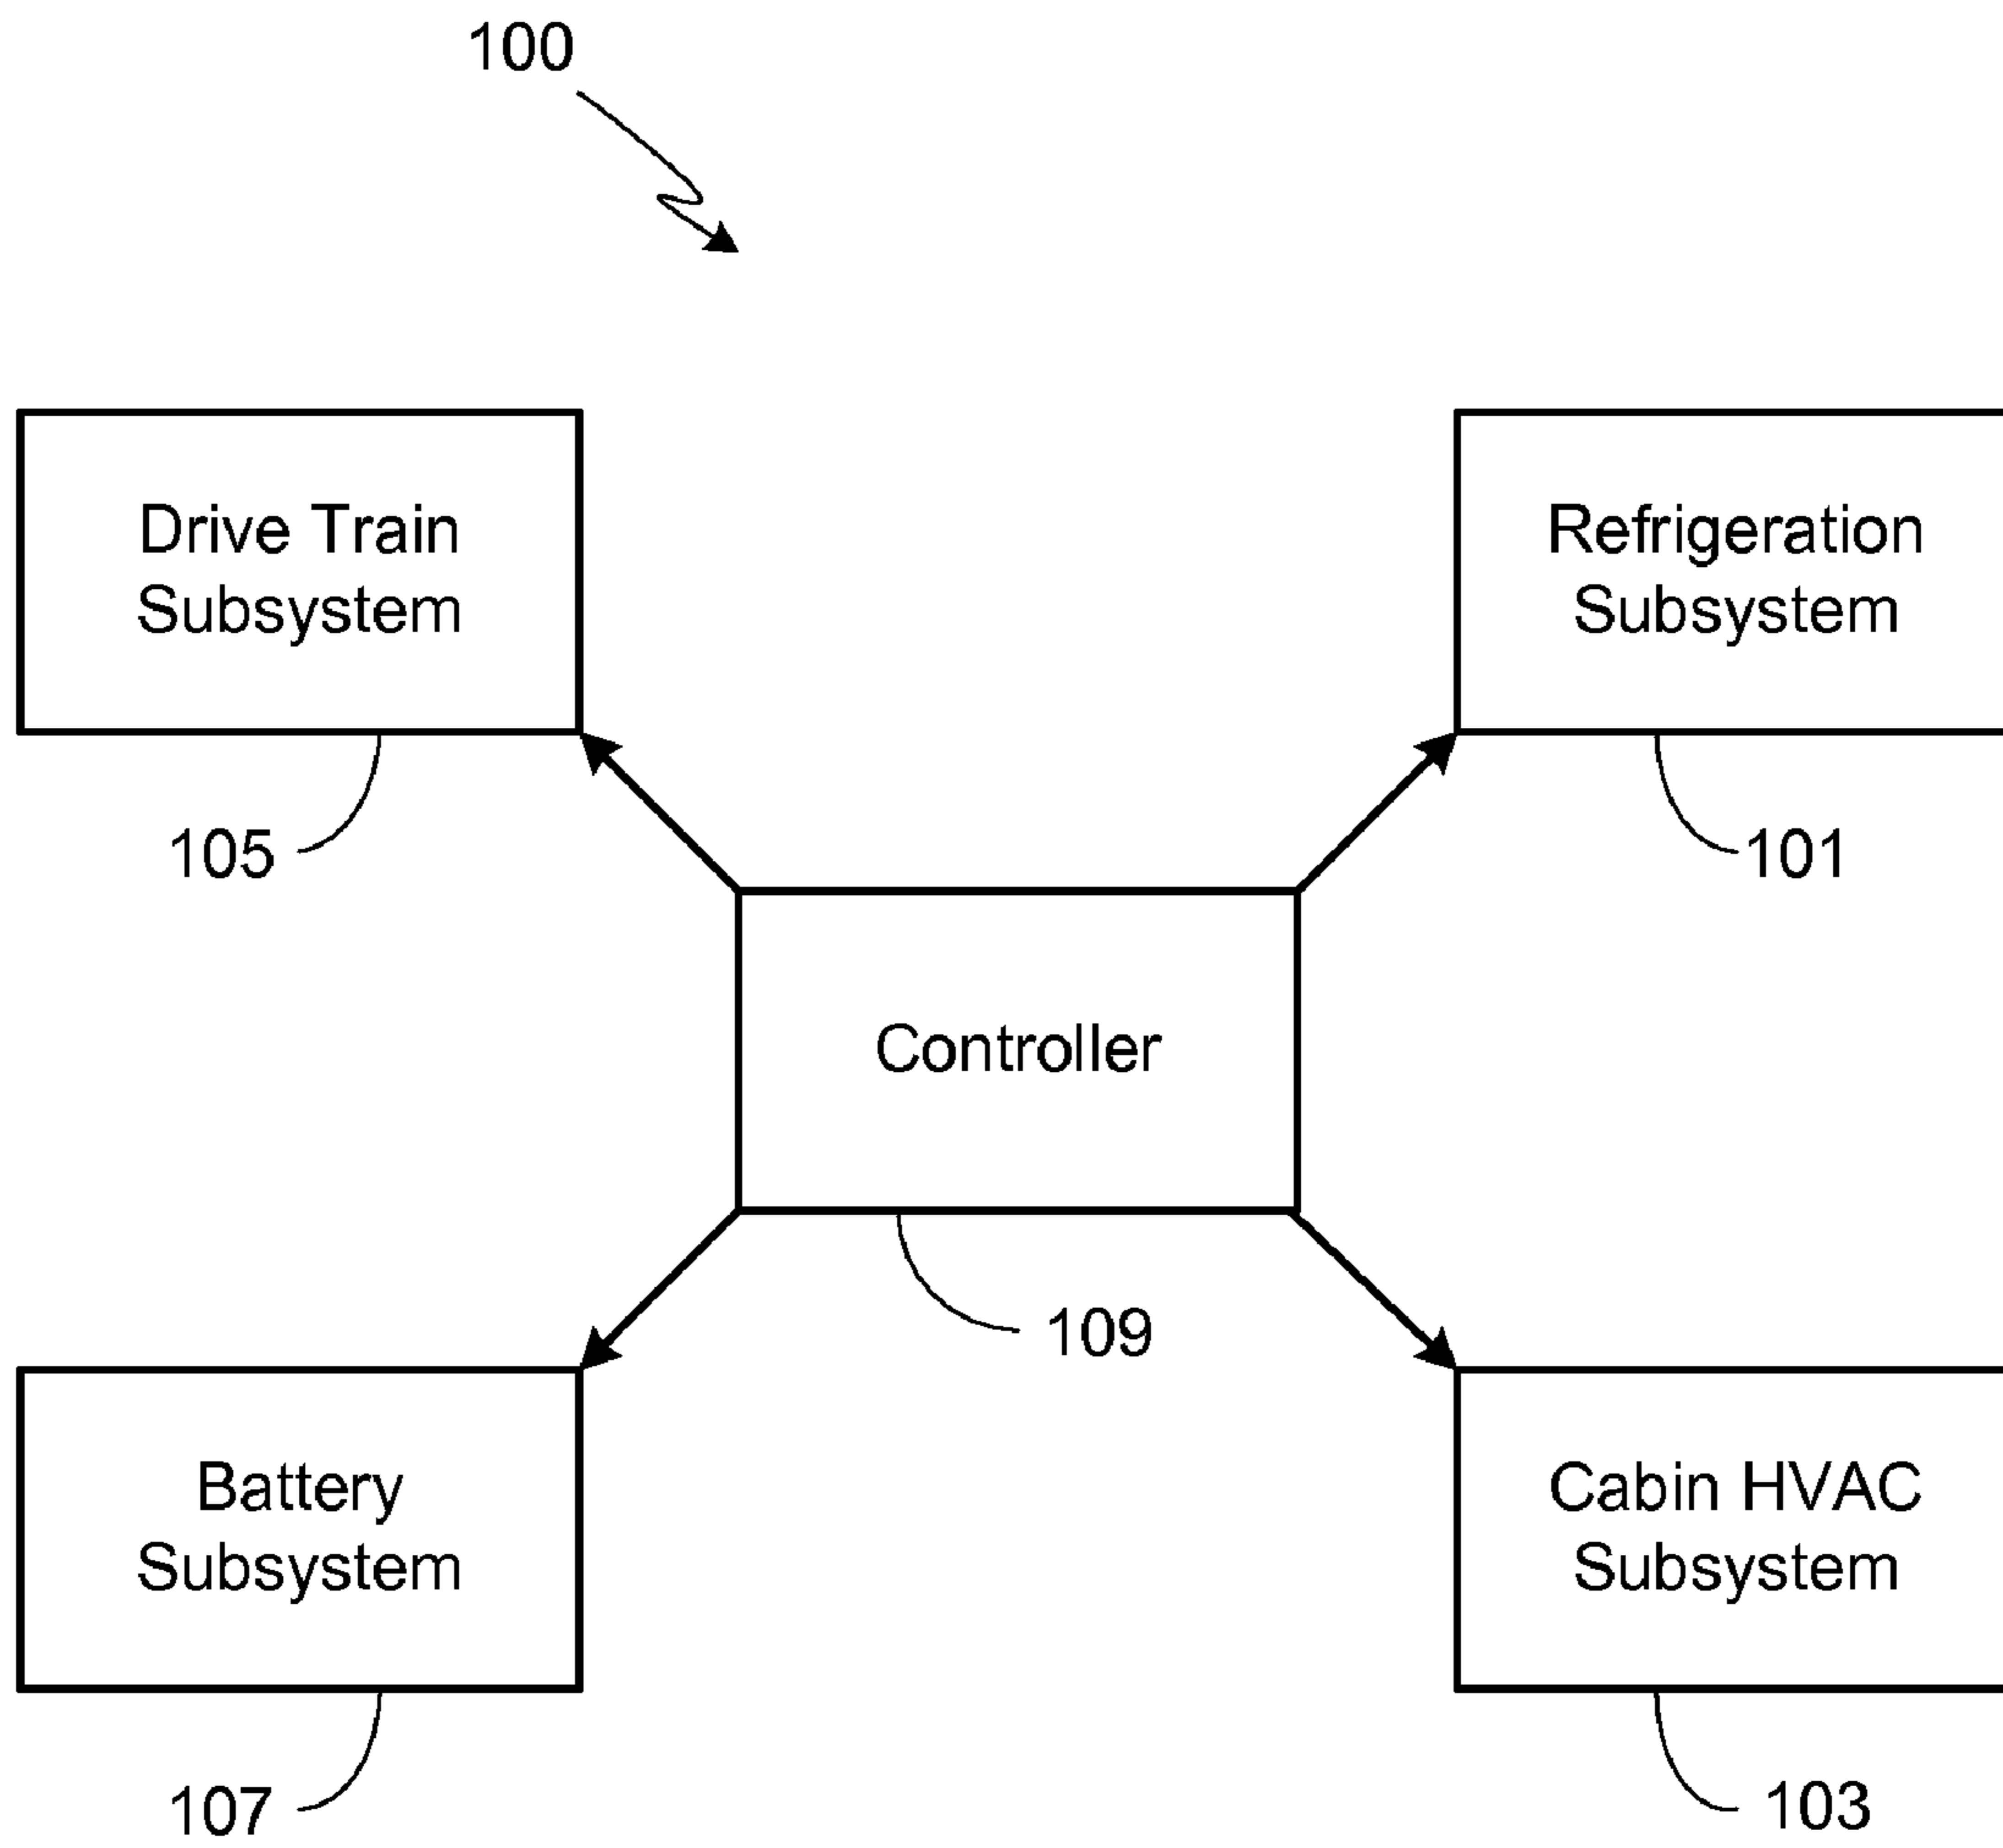 100
Drive Train
Subsystem
Refrigeration
Subsystem
105
101
Controller
109
Battery
Subsystem
Cabin HVAC
Subsystem
107
103